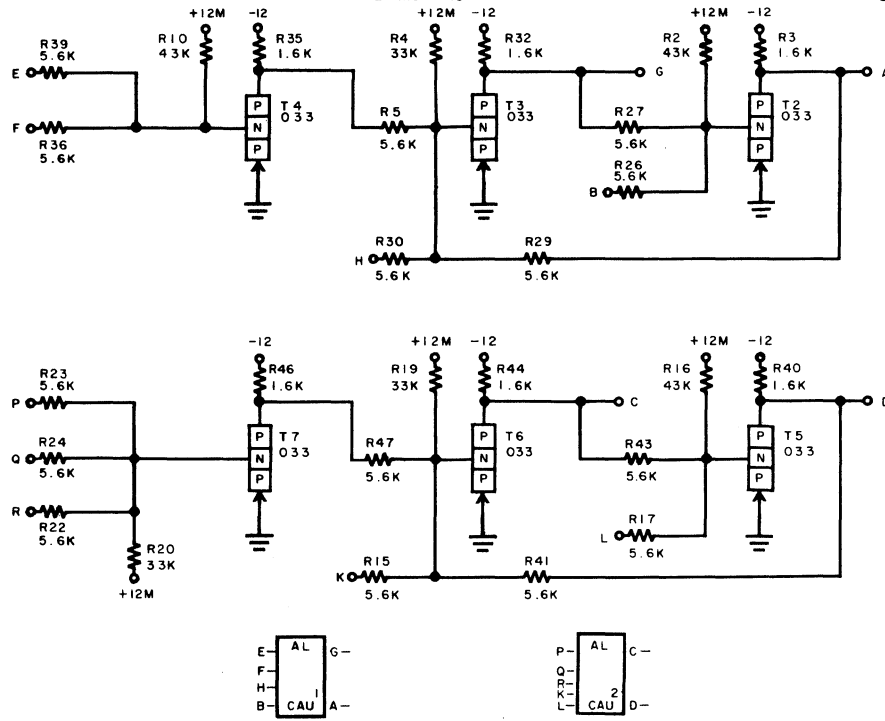 +12M -12 +12M -12 +12M -12
R39 5.6K
R10 43K
R35 1.6K
R4 33K
R32 1.6K
R2 43K
R3 1.6K
E
G
A
P N P T4 033
R5 5.6K
P N P T3 033
R27 5.6K
P N P T2 033
F
R36 5.6K
R26 5.6K
B
R30 5.6K
R29 5.6K
H
+12M -12 +12M -12
-12
R23 5.6K
R46 1.6K
R19 33K
R44 1.6K
R16 43K
R40 1.6K
P
C
D
R24 5.6K
P N P T7 033
R47 5.6K
P N P T6 033
R43 5.6K
P N P T5 033
Q
R
R22 5.6K
R17 5.6K
L
R20 33K
+12M
R15 5.6K
R41 5.6K
K
E AL G
F
H 1
B CAU A
P AL C
Q
R
K 2
L CAU D